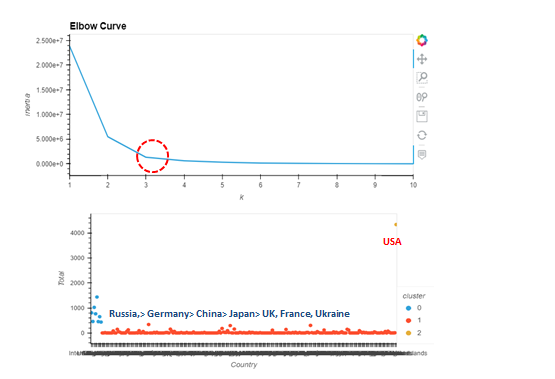 Elbow Curve
2.500e+7
2.000e+7
1.500e+7
1.000e+7
5.000e+6
0.000e+0
inertia
1 2 3 4 5 6 7 8 9 10
k
4000
3000
2000
1000
0
Total
USA
Russia,> Germany> China> Japan> UK, France, Ukraine
cluster
0
1
2
Country